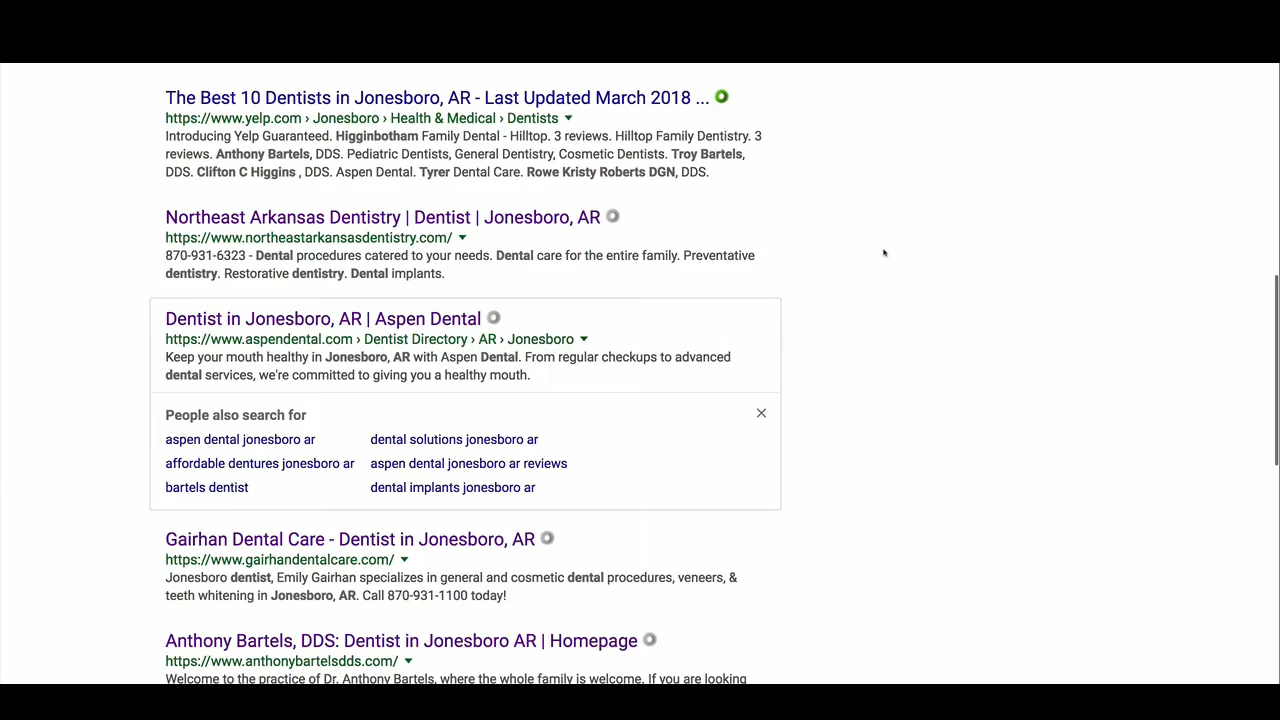 The Best 10 Dentists in Jonesboro, AR - Last Updated March 2018 ...
https://www.yelp.com › Jonesboro › Health & Medical › Dentists
Introducing Yelp Guaranteed. Higginbotham Family Dental - Hilltop. 3 reviews. Hilltop Family Dentistry. 3
reviews. Anthony Bartels, DDS. Pediatric Dentists, General Dentistry, Cosmetic Dentists. Troy Bartels,
DDS. Clifton C Higgins , DDS. Aspen Dental. Tyrer Dental Care. Rowe Kristy Roberts DGN, DDS.
Northeast Arkansas Dentistry | Dentist | Jonesboro, AR
https://www.northeastarkansasdentistry.com/
870-931-6323 - Dental procedures catered to your needs. Dental care for the entire family. Preventative
dentistry. Restorative dentistry. Dental implants.
Dentist in Jonesboro, AR | Aspen Dental
https://www.aspendental.com › Dentist Directory › AR › Jonesboro
Keep your mouth healthy in Jonesboro, AR with Aspen Dental. From regular checkups to advanced
dental services, we're committed to giving you a healthy mouth.
People also search for
aspen dental jonesboro ar
dental solutions jonesboro ar
affordable dentures jonesboro ar
aspen dental jonesboro ar reviews
bartels dentist
dental implants jonesboro ar
Gairhan Dental Care - Dentist in Jonesboro, AR
https://www.gairhandentalcare.com/
Jonesboro dentist, Emily Gairhan specializes in general and cosmetic dental procedures, veneers, &
teeth whitening in Jonesboro, AR. Call 870-931-1100 today!
Anthony Bartels, DDS: Dentist in Jonesboro AR | Homepage
https://www.anthonybartelsdds.com/
Welcome to the practice of Dr. Anthony Bartels, where the whole family is welcome. If you are looking